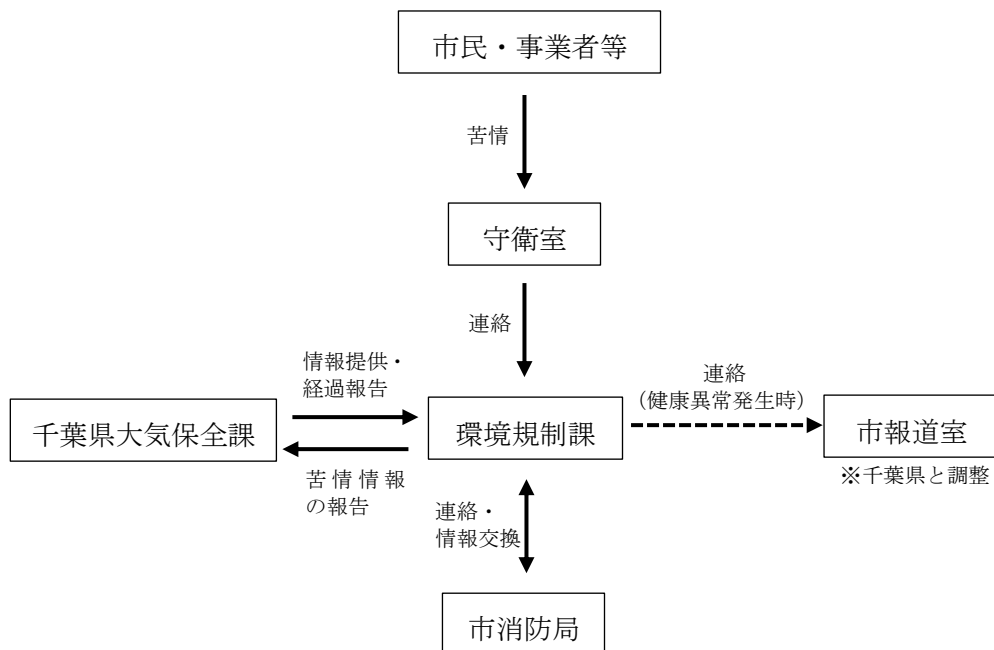 市民・事業者等
苦情
守衛室
連絡
情報提供・
経過報告
連絡
（健康異常発生時）
千葉県大気保全課
環境規制課
市報道室
※千葉県と調整
苦情情報
の報告
連絡・
情報交換
市消防局